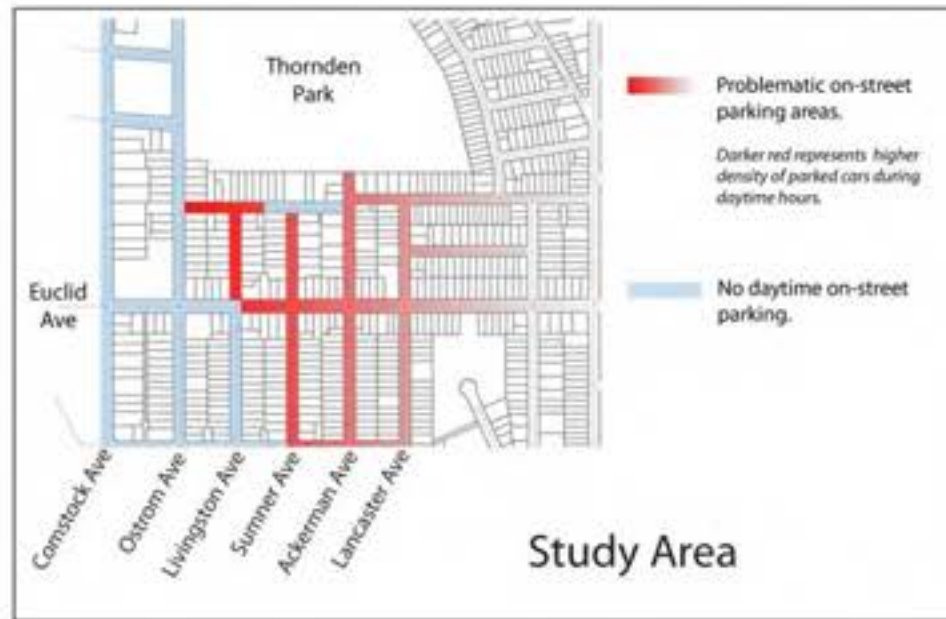 Thornden
Park
Problematic on-street
parking areas.
Darker red represents higher
density of parked cars during
daytime hours.
Euclid
Ave
No daytime on-street
parking.
Comstock Ave
Ostrom Ave
Livingston Ave
Sumner Ave
Ackerman Ave
Lancaster Ave
Study Area